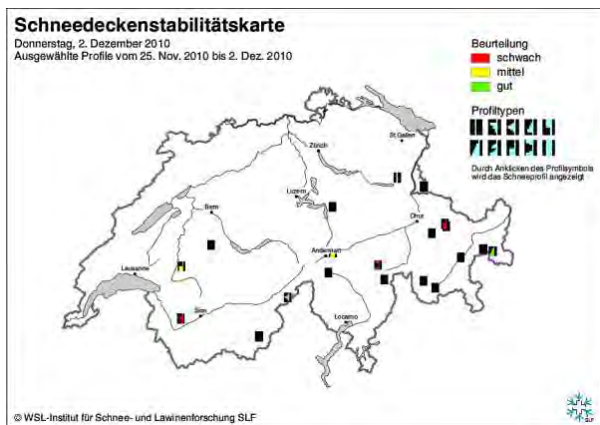 Schneedeckenstabilitätskarte
Donnerstag, 2. Dezember 2010
Ausgewählte Profile vom 25. Nov. 2010 bis 2. Dez. 2010
Beurteilung
schwach
mittel
gut
Profiltypen
Durch Anklicken des Profilsymbols
wird das Schneeprofil angezeigt
St.Gallen
Zürich
Luzern
Bern
Chur
Andermatt
Lausanne
Sion
Locarno
© WSL-Institut für Schnee- und Lawinenforschung SLF
SLF